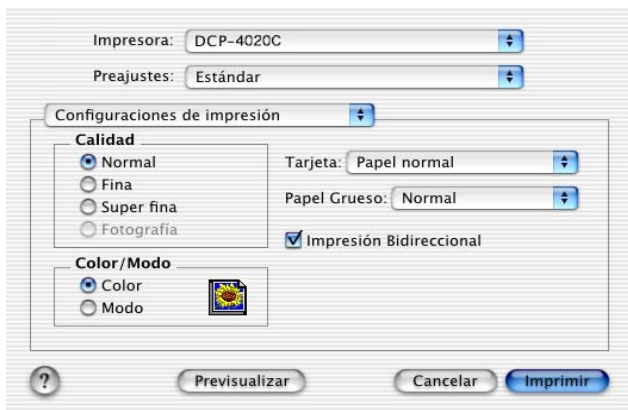 Impresora: DCP-4020C
Preajustes: Estándar
Configuraciones de impresión
Calidad
Normal
Fina
Super fina
Fotografía
Tarjeta: Papel normal
Papel Grueso: Normal
Impresión Bidireccional
Color/Modo
Color
Modo
? Previsualizar Cancelar Imprimir